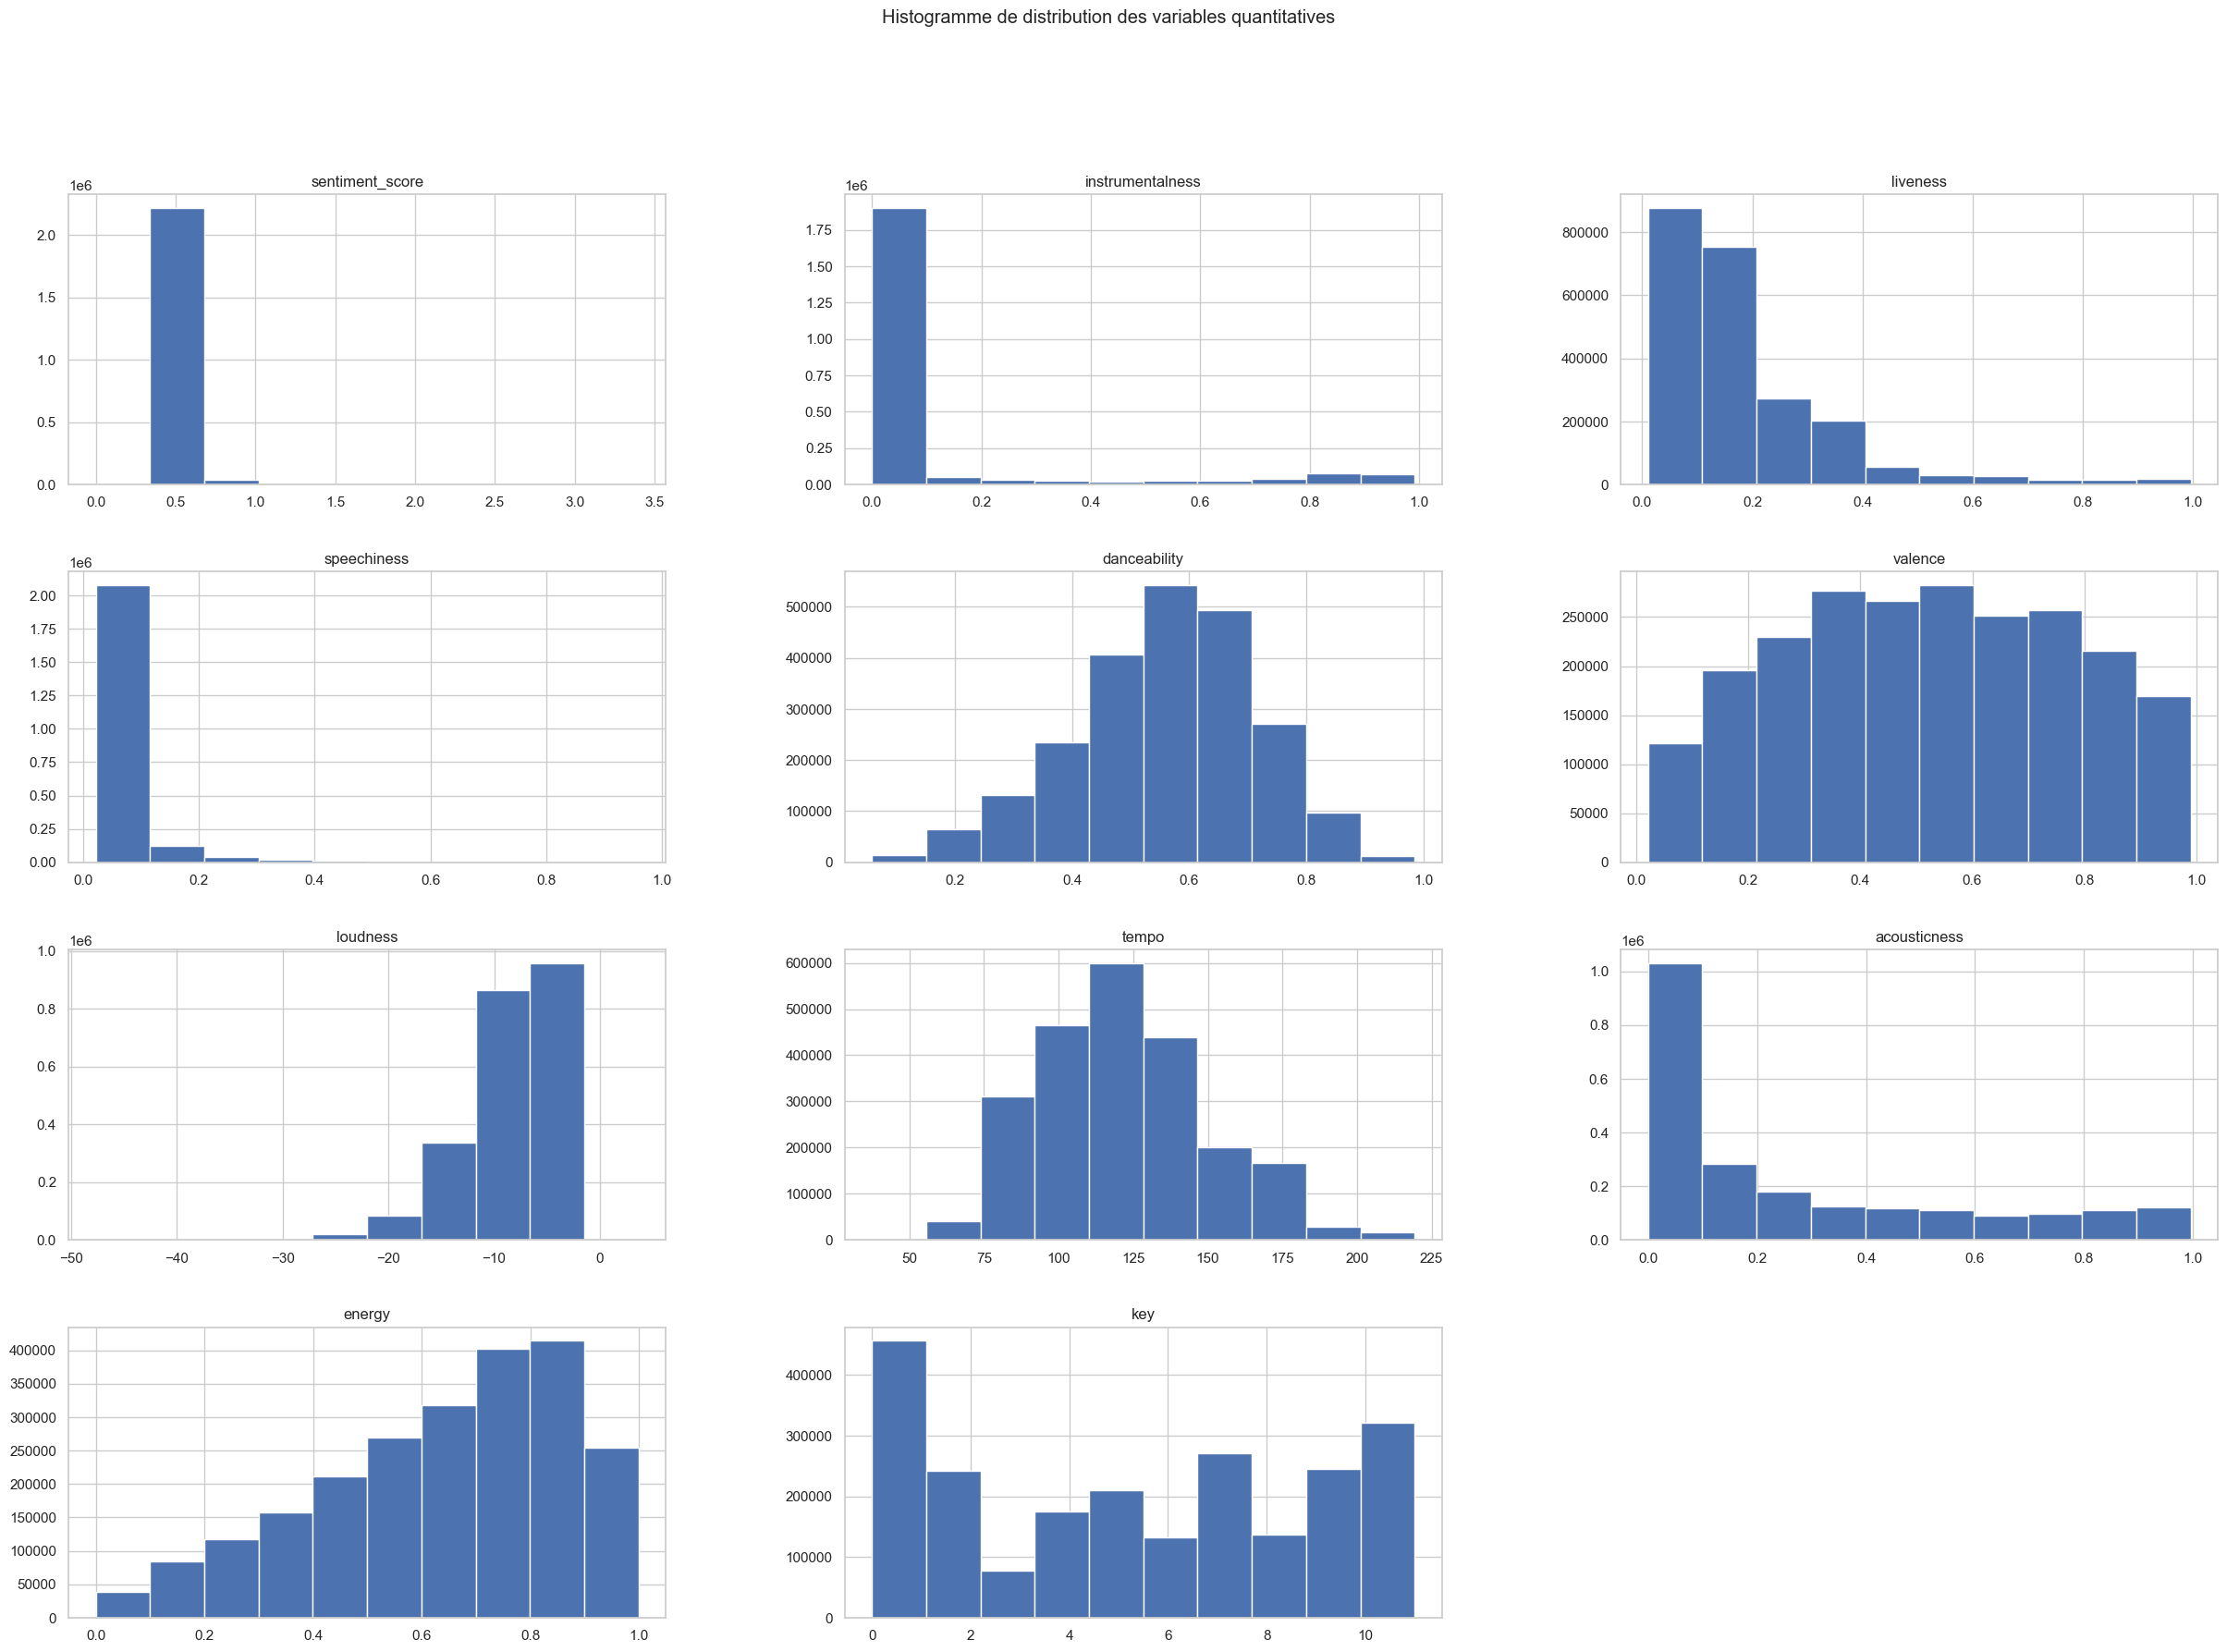 Histogramme de distribution des variables quantitatives
sentiment_score
1e6
2.0
1.5
1.0
0.5
0.0
0.0 0.5 1.0 1.5 2.0 2.5 3.0 3.5
instrumentalness
1e6
1.75
1.50
1.25
1.00
0.75
0.50
0.25
0.00
0.0 0.2 0.4 0.6 0.8 1.0
liveness
800000
600000
400000
200000
0
0.0 0.2 0.4 0.6 0.8 1.0
speechiness
1e6
2.00
1.75
1.50
1.25
1.00
0.75
0.50
0.25
0.00
0.0 0.2 0.4 0.6 0.8 1.0
danceability
500000
400000
300000
200000
100000
0
0.2 0.4 0.6 0.8 1.0
valence
250000
200000
150000
100000
50000
0
0.0 0.2 0.4 0.6 0.8 1.0
loudness
1e6
1.0
0.8
0.6
0.4
0.2
0.0
−50 −40 −30 −20 −10 0
tempo
600000
500000
400000
300000
200000
100000
0
50 75 100 125 150 175 200 225
acousticness
1e6
1.0
0.8
0.6
0.4
0.2
0.0
0.0 0.2 0.4 0.6 0.8 1.0
energy
400000
350000
300000
250000
200000
150000
100000
50000
0
0.0 0.2 0.4 0.6 0.8 1.0
key
400000
300000
200000
100000
0
0 2 4 6 8 10